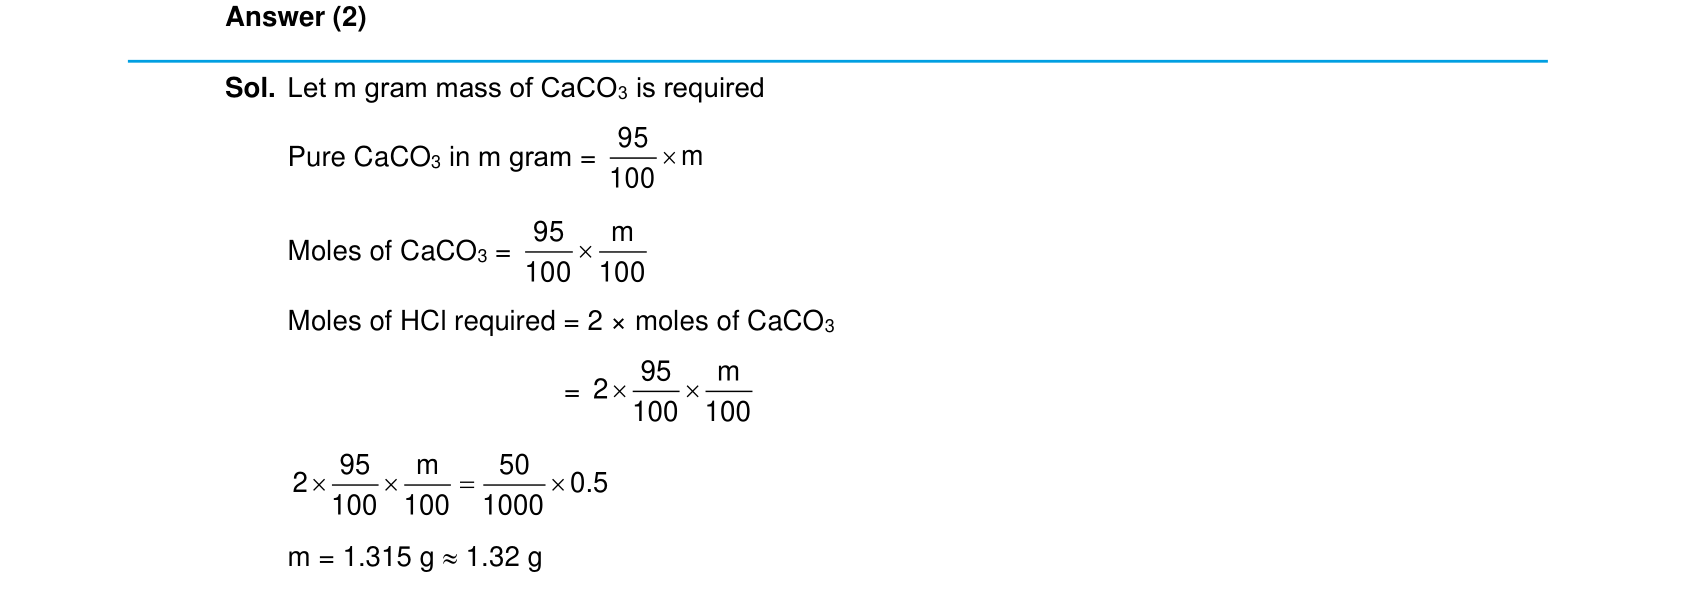 Answer (2)
Sol. Let m gram mass of CaCO₃ is required
Pure CaCO₃ in m gram = 95/100 × m
Moles of CaCO₃ = 95/100 × m/100
Moles of HCl required = 2 × moles of CaCO₃
= 2 × 95/100 × m/100
2 × 95/100 × m/100 = 50/1000 × 0.5
m = 1.315 g ≈ 1.32 g